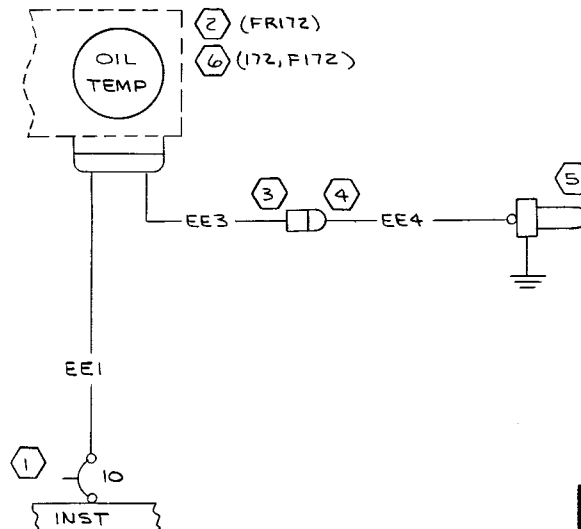 2 (FR172)
OIL
TEMP
6 (172, F172)
3
4
5
EE3
EE4
EE1
1
10
INST